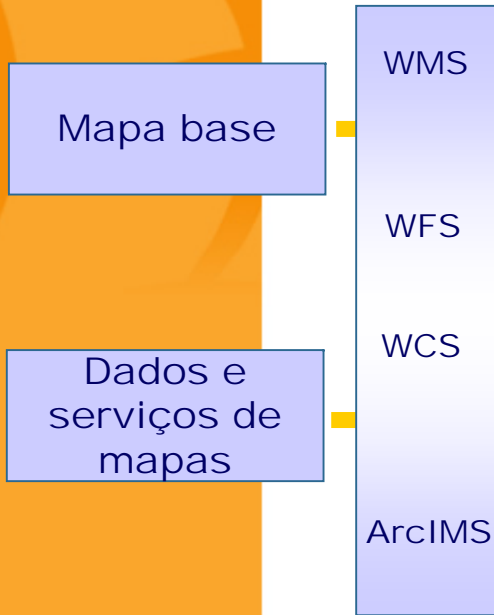 Mapa base
Dados e
serviços de
mapas
WMS
WFS
WCS
ArcIMS